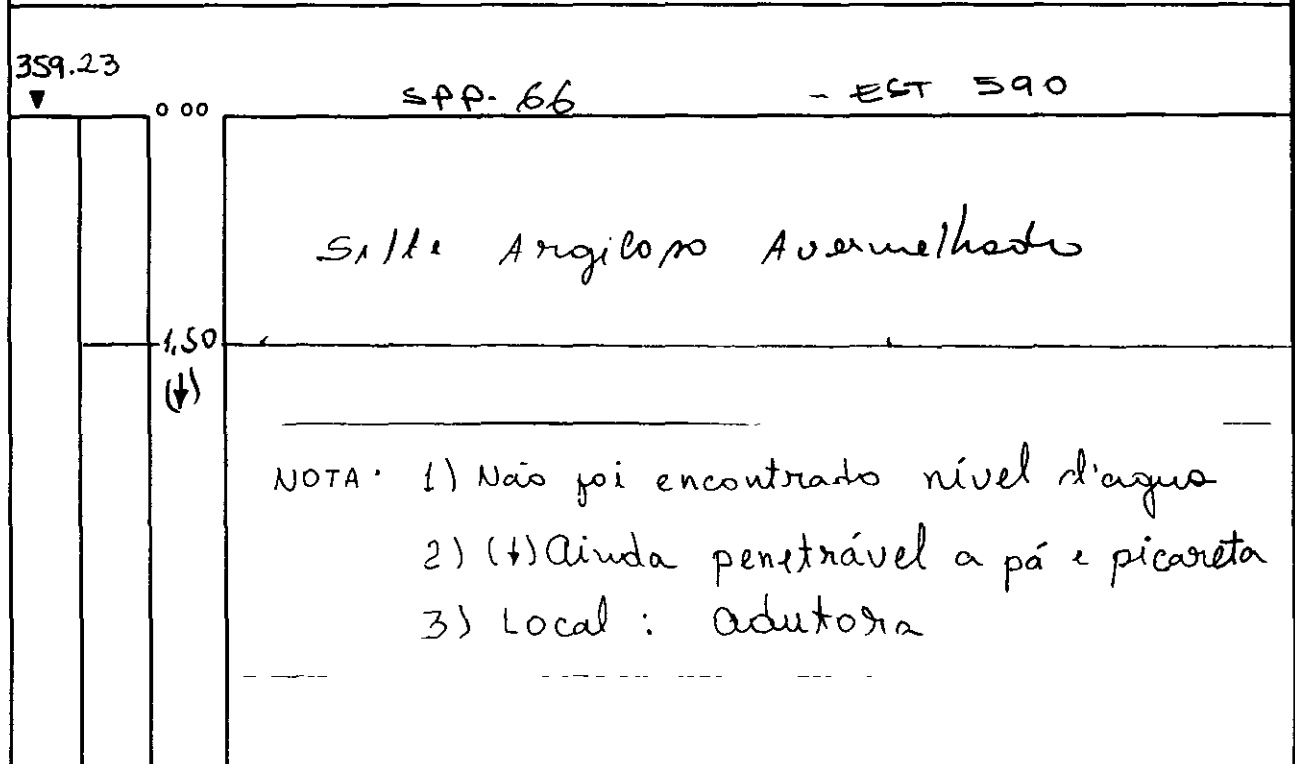 359.23
SPP-66 - EST 590
0 00
Silte Argiloso Avermelhado
1,50
(↓)
NOTA: 1) Não foi encontrado nível d'agua
2) (↓) Ainda penetrável a pá e picareta
3) Local: adutora